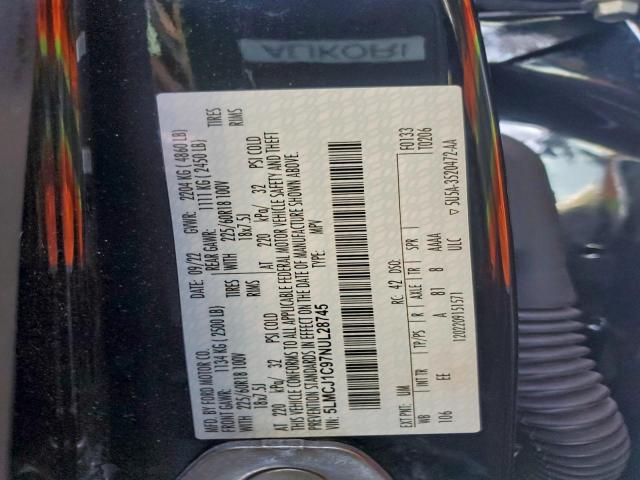 MFD. BY FORD MOTOR CO.
DATE: 09/22 GVWR: 2204 KG ( 4860 LB)
FRONT GAWR: 1134 KG ( 2500 LB) REAR GAWR: 1111 KG ( 2450 LB)
WITH 225/60R18 100V TIRES WITH 225/60R18 100V TIRES
18x7.5J RIMS 18x7.5J RIMS
AT 220 kPa/ 32 PSI COLD AT 220 kPa/ 32 PSI COLD
THIS VEHICLE CONFORMS TO ALL APPLICABLE FEDERAL MOTOR VEHICLE SAFETY AND THEFT
PREVENTION STANDARDS IN EFFECT ON THE DATE OF MANUFACTURE SHOWN ABOVE.
VIN: 5LMCJ1C97NUL28745 TYPE: MPV
EXT PNT: UM RC: 42 DSO: F0133
WB INT TR TP/PS R AXLE TR SPR T0206
106 EE A 81 8 AAAA
120220915157 ULC ▽ 5U5A-3520472-AA